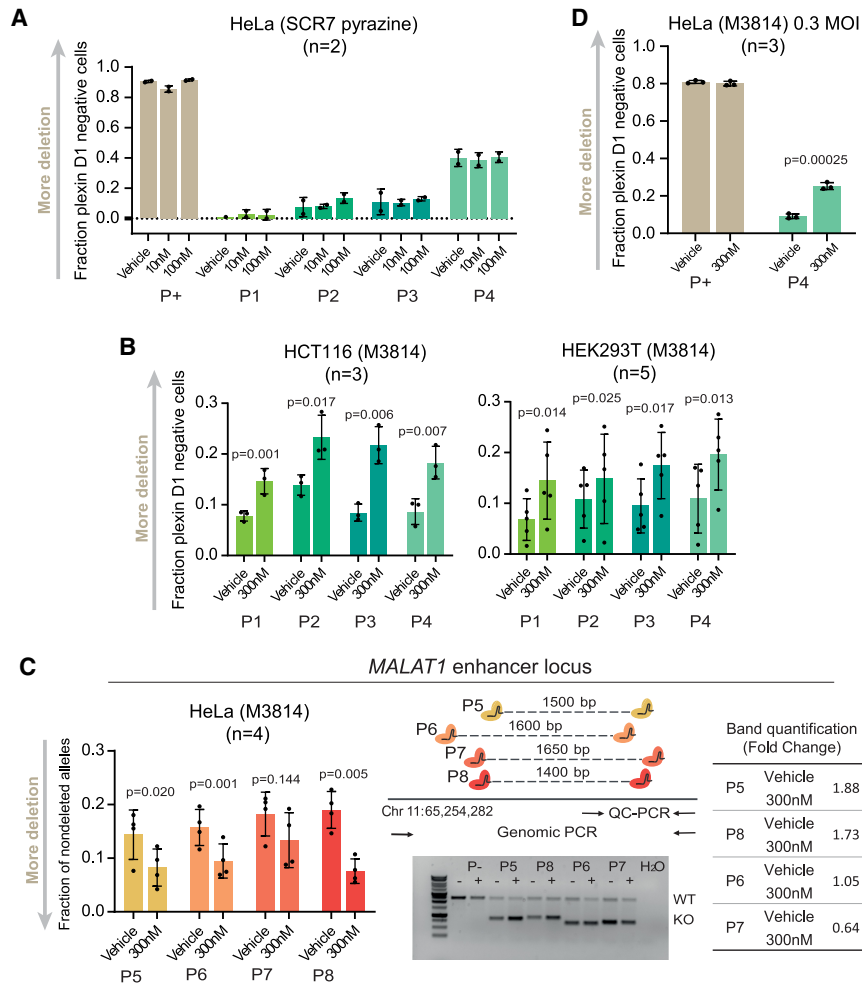 A
HeLa (SCR7 pyrazine)
(n=2)
More deletion
Fraction plexin D1 negative cells
1.0
0.8
0.6
0.4
0.2
0.0
Vehicle 10nM 100nM Vehicle 10nM 100nM Vehicle 10nM 100nM Vehicle 10nM 100nM Vehicle 10nM 100nM
P+ P1 P2 P3 P4
D
HeLa (M3814) 0.3 MOI
(n=3)
More deletion
Fraction plexin D1 negative cells
1.0
0.8
0.6
0.4
0.2
0.0
p=0.00025
Vehicle 300nM Vehicle 300nM
P+ P4
B
HCT116 (M3814)
(n=3)
More deletion
Fraction plexin D1 negative cells
0.3
0.2
0.1
0.0
p=0.001 p=0.017 p=0.006 p=0.007
Vehicle 300nM Vehicle 300nM Vehicle 300nM Vehicle 300nM
P1 P2 P3 P4
HEK293T (M3814)
(n=5)
0.3
0.2
0.1
0.0
p=0.014 p=0.025 p=0.017 p=0.013
Vehicle 300nM Vehicle 300nM Vehicle 300nM Vehicle 300nM
P1 P2 P3 P4
C
MALAT1 enhancer locus
HeLa (M3814)
(n=4)
More deletion
Fraction of nondeleted alleles
0.3
0.2
0.1
0.0
p=0.020 p=0.001 p=0.144 p=0.005
Vehicle 300nM Vehicle 300nM Vehicle 300nM Vehicle 300nM
P5 P6 P7 P8
P5 1500 bp
P6 1600 bp
P7 1650 bp
P8 1400 bp
Chr 11:65,254,282
QC-PCR
Genomic PCR
P- P5 P8 P6 P7 H2O
- + - + - + - + - +
WT
KO
Band quantification
(Fold Change)
P5 Vehicle 300nM 1.88
P8 Vehicle 300nM 1.73
P6 Vehicle 300nM 1.05
P7 Vehicle 300nM 0.64